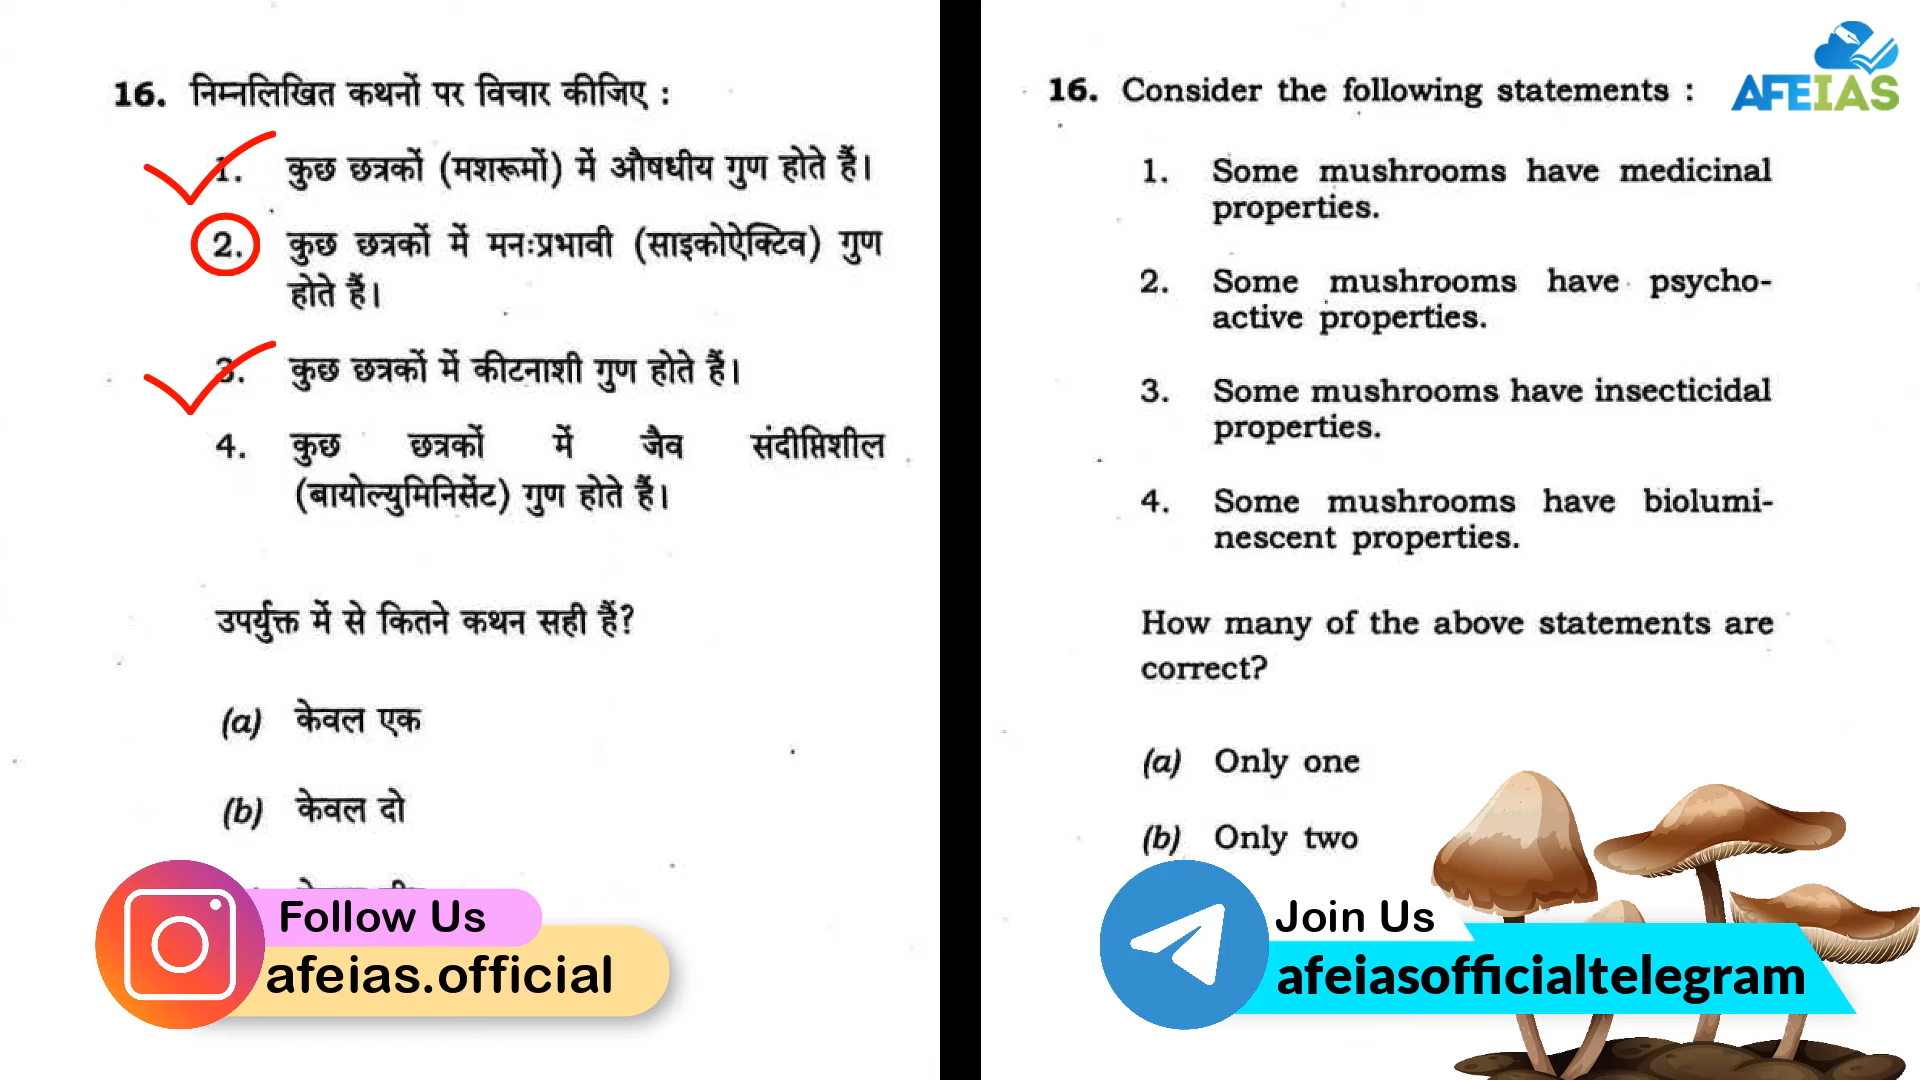 16. निम्नलिखित कथनों पर विचार कीजिए :
1. कुछ छत्रकों (मशरूमों) में औषधीय गुण होते हैं।
2. कुछ छत्रकों में मनःप्रभावी (साइकोऐक्टिव) गुण
होते हैं।
3. कुछ छत्रकों में कीटनाशी गुण होते हैं।
4. कुछ छत्रकों में जैव संदीप्तिशील
(बायोल्युमिनिसेंट) गुण होते हैं।
उपर्युक्त में से कितने कथन सही हैं?
(a) केवल एक
(b) केवल दो
Follow Us
afeias.official
AFEIAS
16. Consider the following statements :
1. Some mushrooms have medicinal
properties.
2. Some mushrooms have psycho-
active properties.
3. Some mushrooms have insecticidal
properties.
4. Some mushrooms have biolumi-
nescent properties.
How many of the above statements are
correct?
(a) Only one
(b) Only two
Join Us
afeiasofficialtelegram